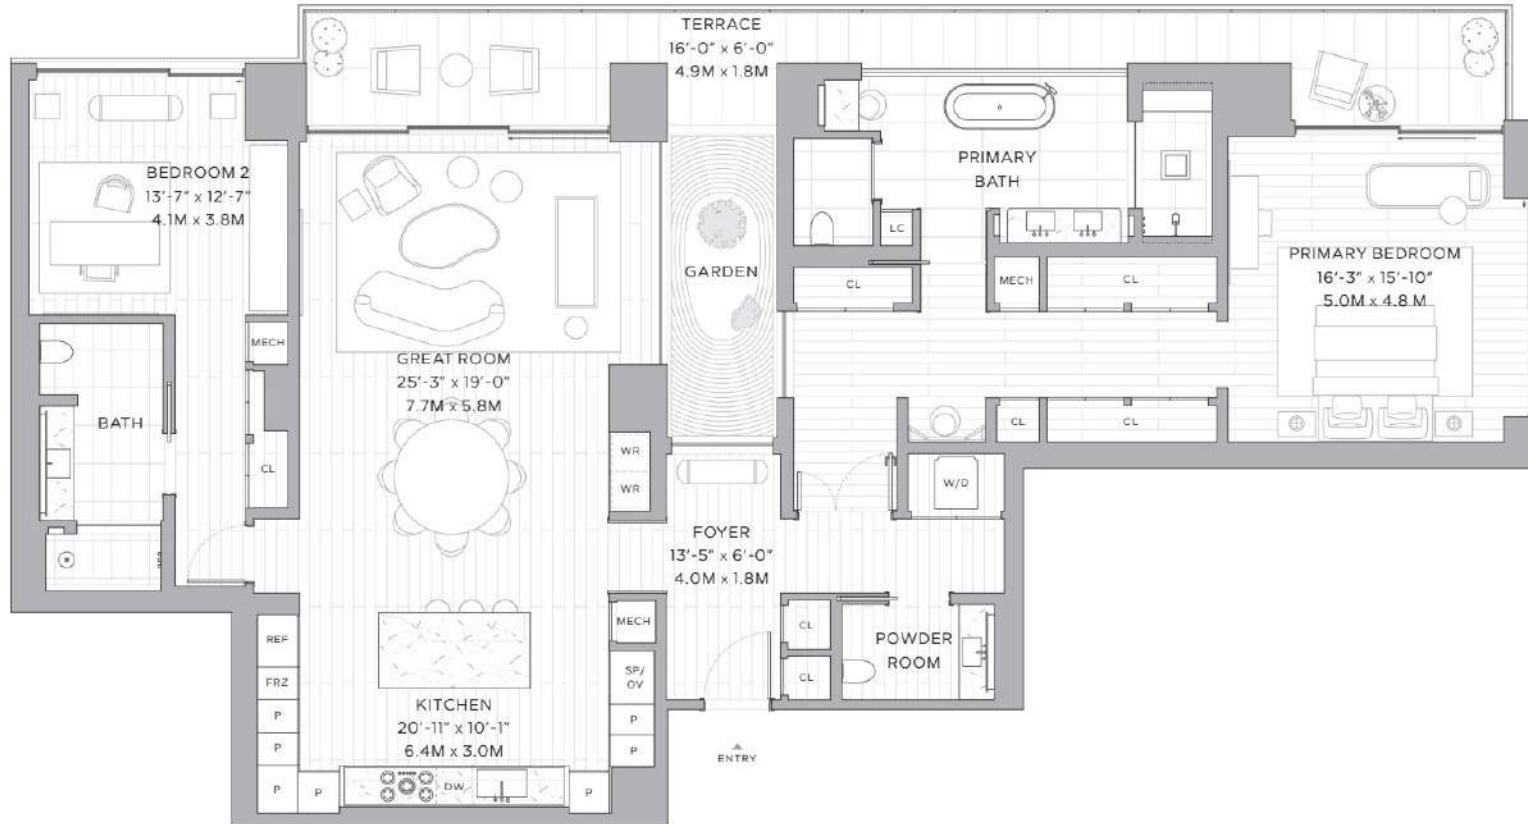 TERRACE
16'-0" x 6'-0"
4.9M x 1.8M
BEDROOM 2
13'-7" x 12'-7"
4.1M x 3.8M
PRIMARY
BATH
LC
GARDEN
CL
MECH
CL
PRIMARY BEDROOM
16'-3" x 15'-10"
5.0M x 4.8 M
MECH
GREAT ROOM
25'-3" x 19'-0"
7.7M x 5.8M
BATH
CL
CL
CL
WR
WR
W/D
FOYER
13'-5" x 6'-0"
4.0M x 1.8M
REF
FRZ
P
P
P
P
MECH
SP/
OV
P
P
CL
CL
POWDER
ROOM
KITCHEN
20'-11" x 10'-1"
6.4M x 3.0M
DW
P
ENTRY